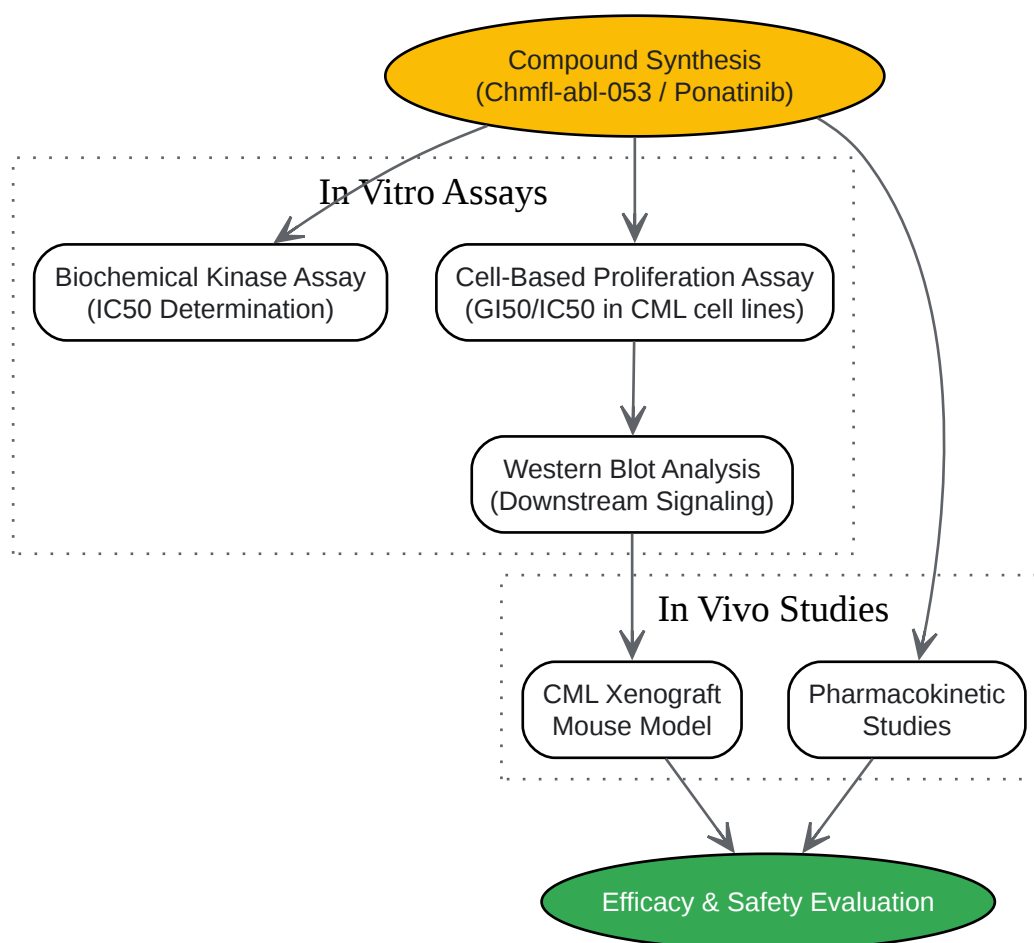 Compound Synthesis
(Chmfl-abl-053 / Ponatinib)
In Vitro Assays
Biochemical Kinase Assay
(IC50 Determination)
Cell-Based Proliferation Assay
(GI50/IC50 in CML cell lines)
Western Blot Analysis
(Downstream Signaling)
In Vivo Studies
CML Xenograft
Mouse Model
Pharmacokinetic
Studies
Efficacy & Safety Evaluation